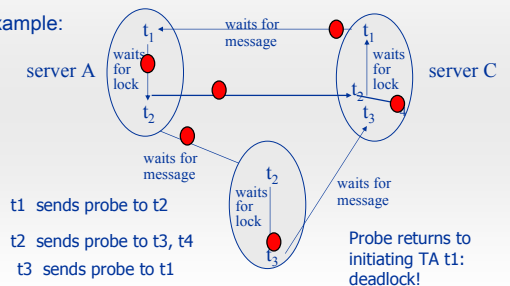 xample:
t1
waits
for
lock
t2
server A
waits for
message
t1
waits
for
lock
t2
t3
server C
waits for
message
t2
waits
for
lock
t3
waits for
message
t1 sends probe to t2
t2 sends probe to t3, t4
t3 sends probe to t1
Probe returns to
initiating TA t1:
deadlock!